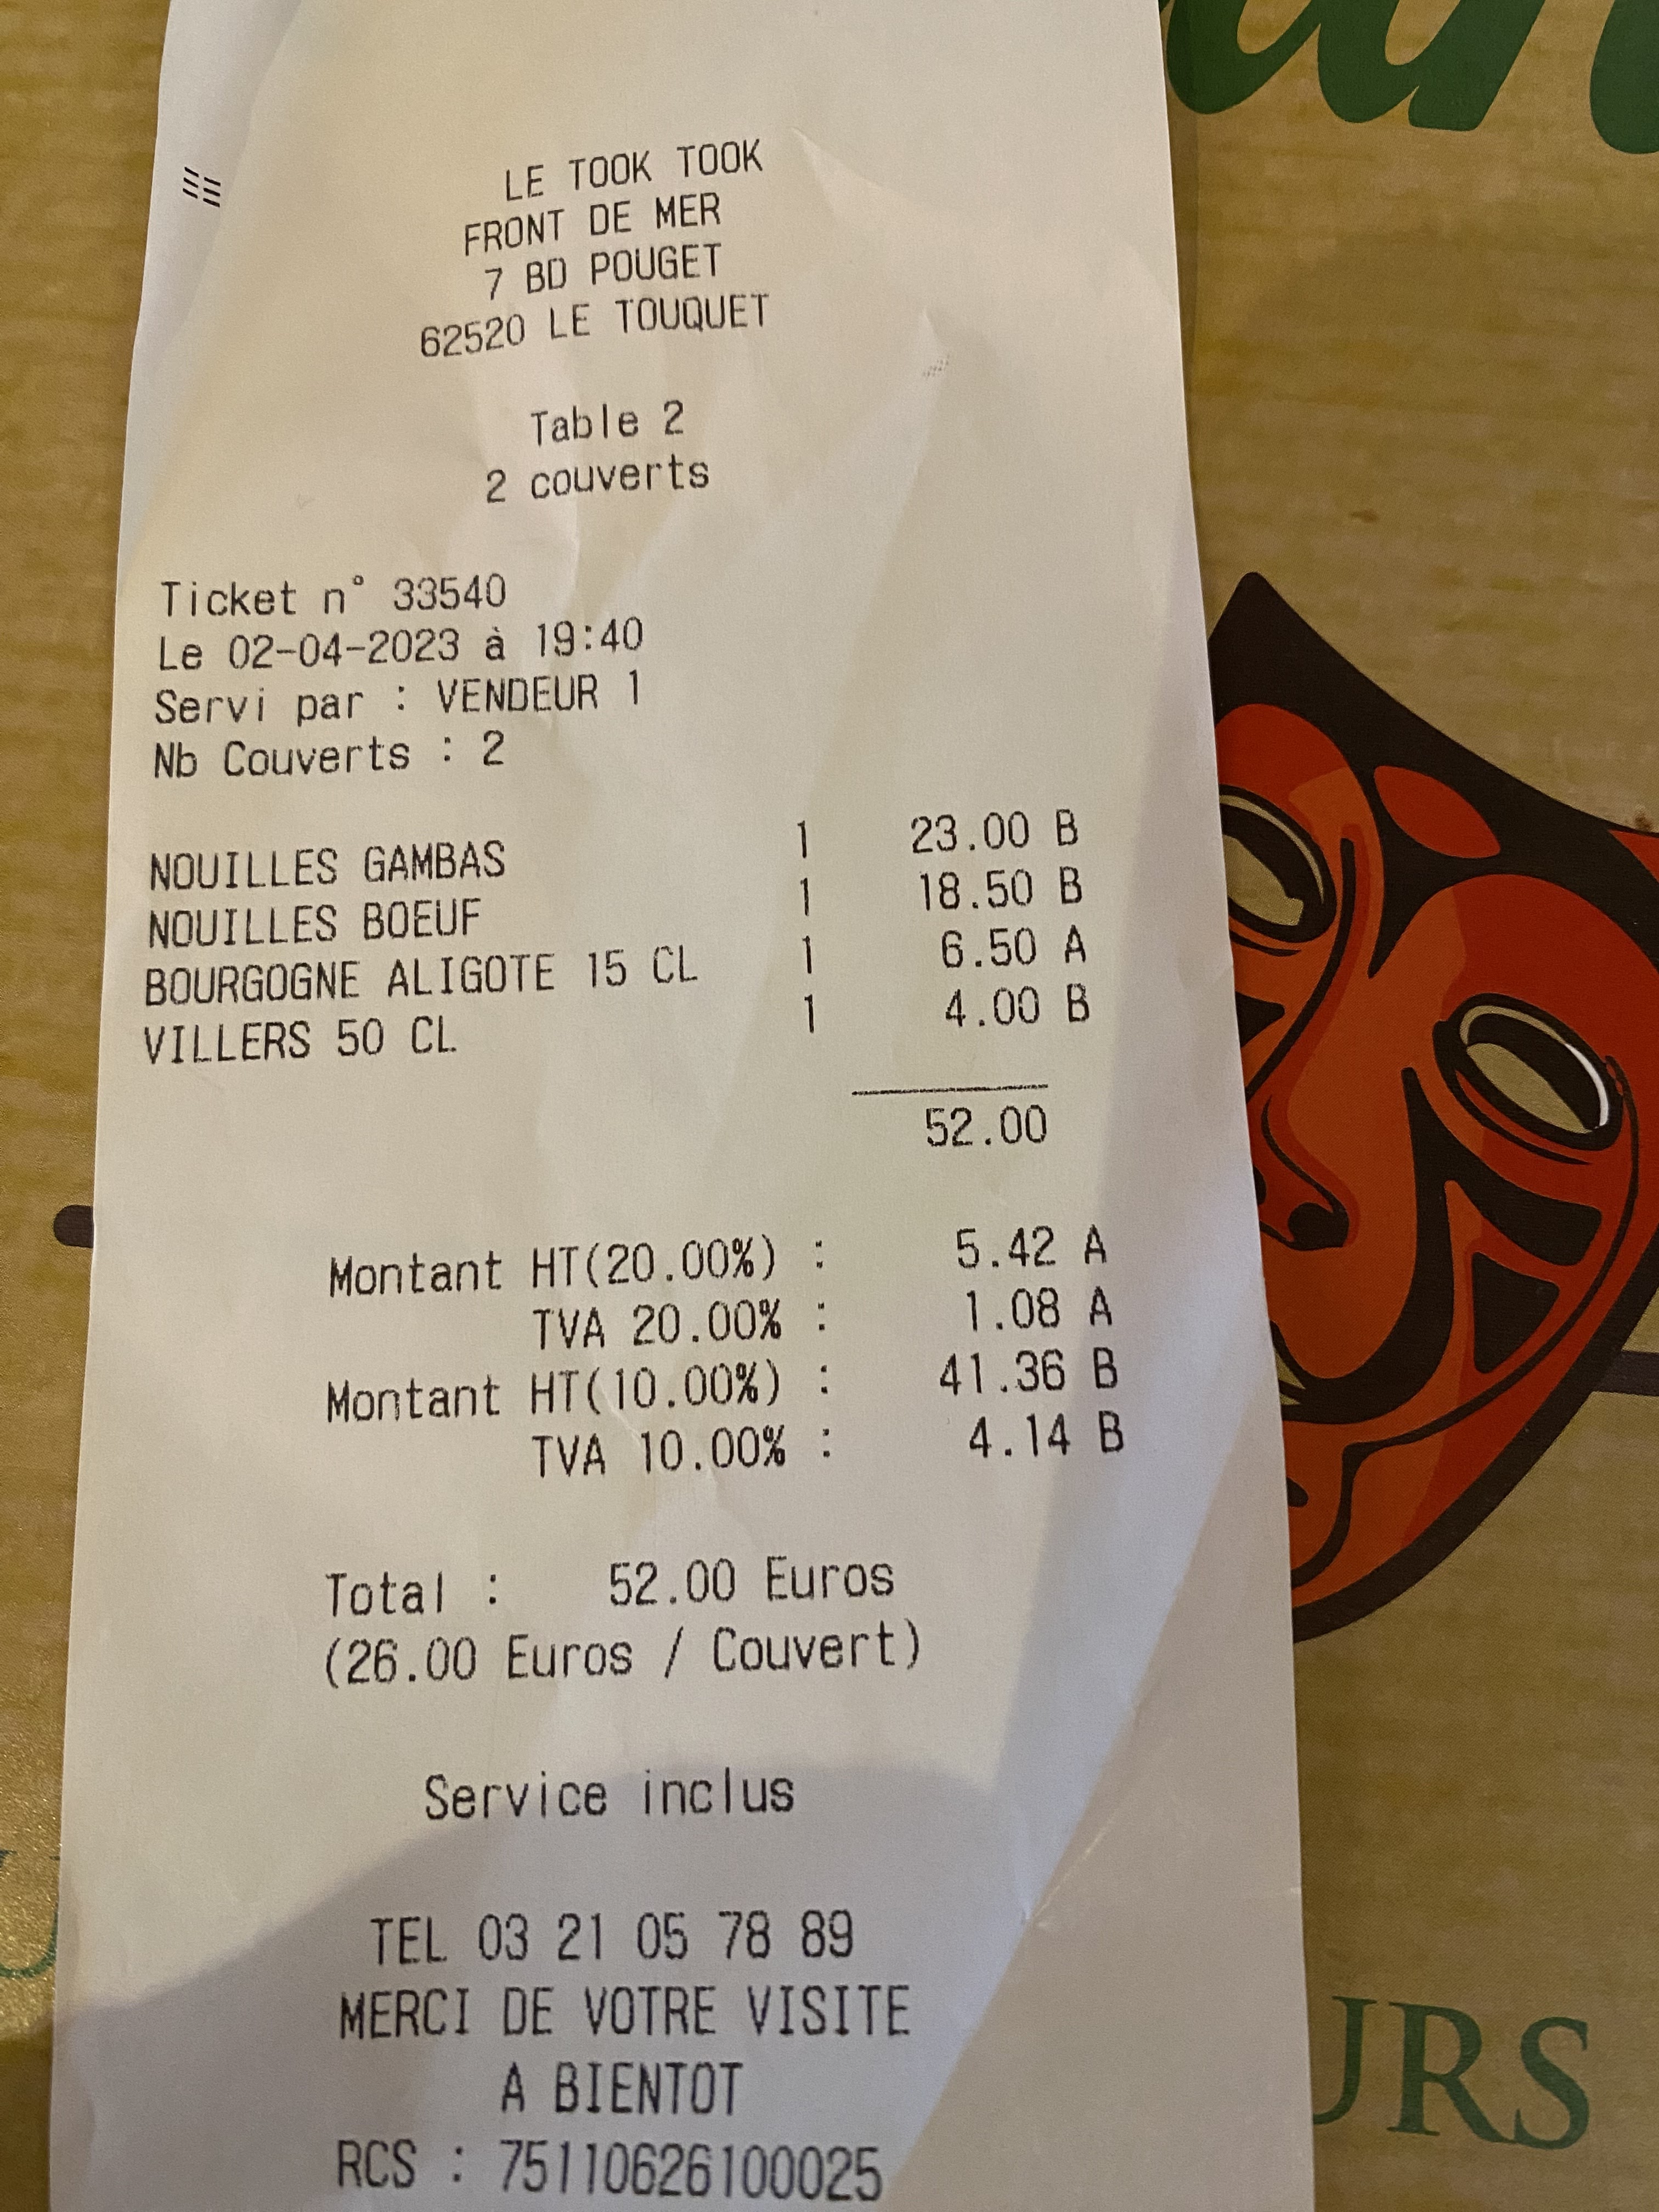 LE TOOK TOOK
FRONT DE MER
7 BD POUGET
62520 LE TOUQUET
Table 2
2 couverts
Ticket n° 33540
Le 02-04-2023 à 19:40
Servi par : VENDEUR 1
Nb Couverts : 2
NOUILLES GAMBAS 1 23.00 B
NOUILLES BOEUF 1 18.50 B
BOURGOGNE ALIGOTE 15 CL 1 6.50 A
VILLERS 50 CL 1 4.00 B
52.00
Montant HT(20.00%) : 5.42 A
TVA 20.00% : 1.08 A
Montant HT(10.00%) : 41.36 B
TVA 10.00% : 4.14 B
Total : 52.00 Euros
(26.00 Euros / Couvert)
Service inclus
TEL 03 21 05 78 89
MERCI DE VOTRE VISITE
A BIENTOT
RCS : 75110626100025